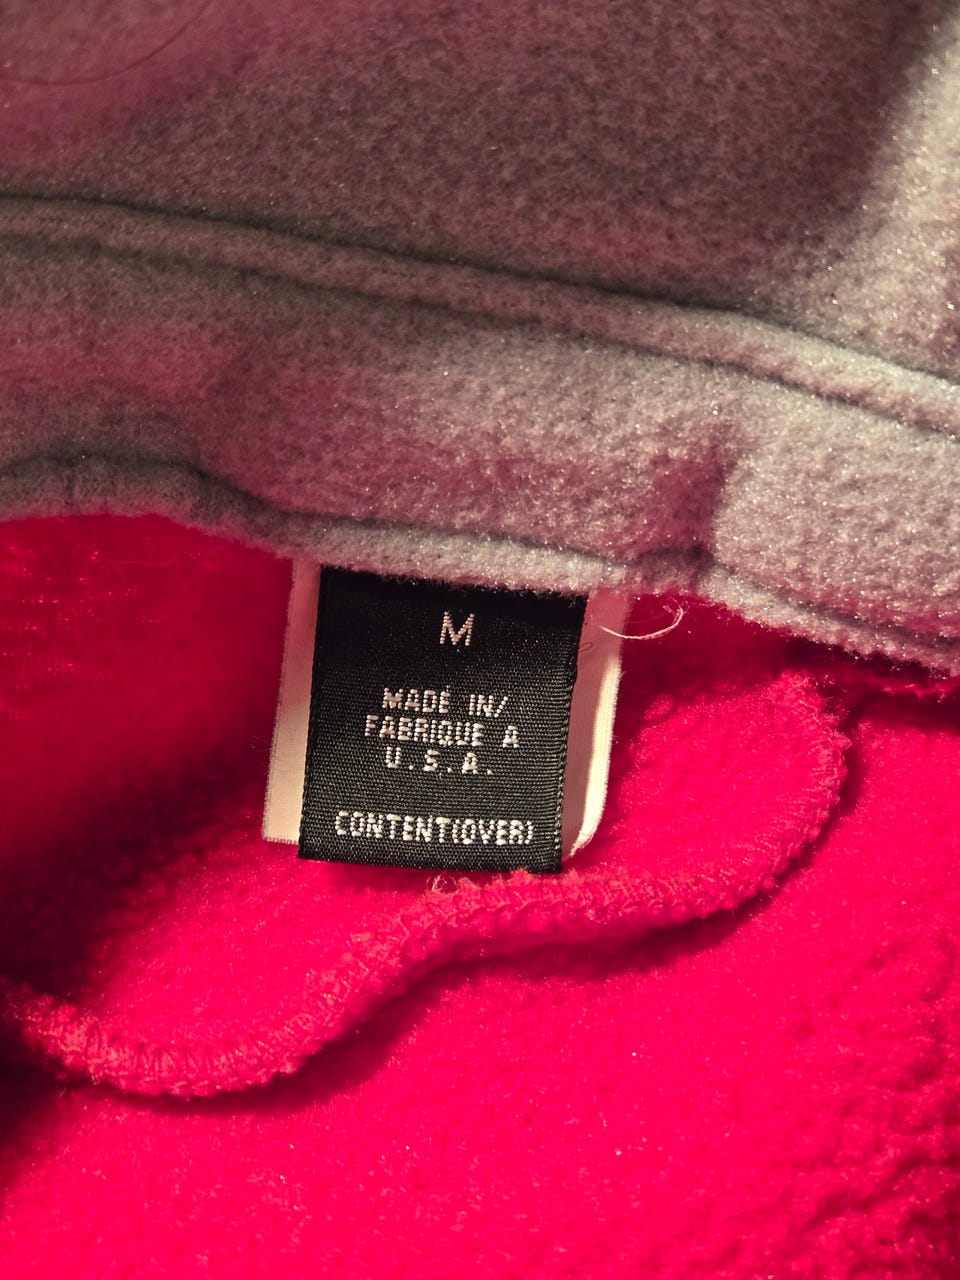 M
MADE IN/
FABRIQUE A
U.S.A.
CONTENT(OVER)